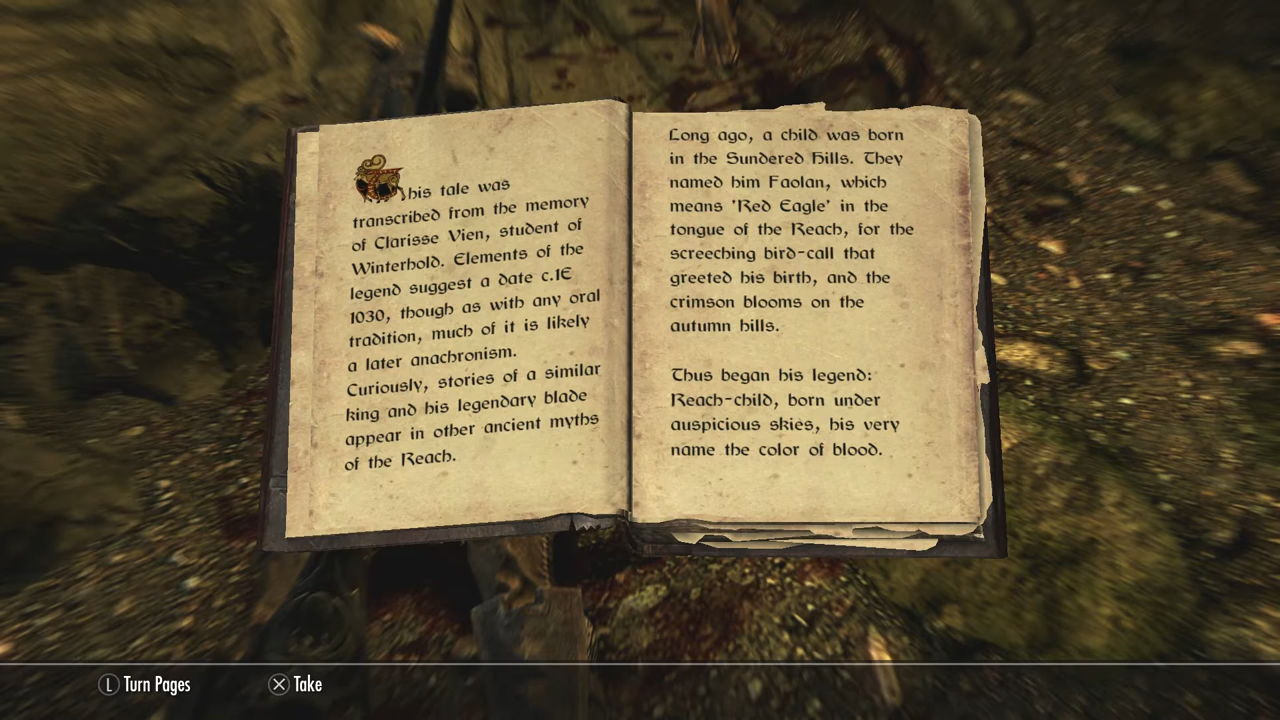 This tale was
transcribed from the memory
of Clarisse Vien, student of
Winterhold. Elements of the
legend suggest a date c.1E
1030, though as with any oral
tradition, much of it is likely
a later anachronism.
Curiously, stories of a similar
king and his legendary blade
appear in other ancient myths
of the Reach.
Long ago, a child was born
in the Sundered Hills. They
named him Faolan, which
means 'Red Eagle' in the
tongue of the Reach, for the
screeching bird-call that
greeted his birth, and the
crimson blooms on the
autumn hills.
Thus began his legend:
Reach-child, born under
auspicious skies, his very
name the color of blood.
L Turn Pages
X Take